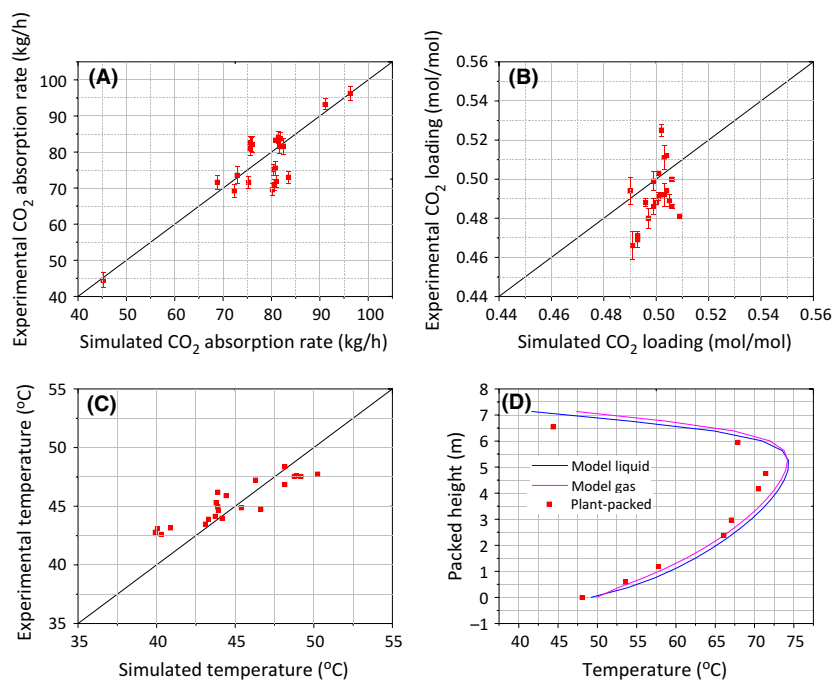 (A)
Experimental CO2 absorption rate (kg/h)
100
90
80
70
60
50
40
40 50 60 70 80 90 100
Simulated CO2 absorption rate (kg/h)
(B)
Experimental CO2 loading (mol/mol)
0.56
0.54
0.52
0.50
0.48
0.46
0.44
0.44 0.46 0.48 0.50 0.52 0.54 0.56
Simulated CO2 loading (mol/mol)
(C)
Experimental temperature (oC)
55
50
45
40
35
35 40 45 50 55
Simulated temperature (oC)
(D)
Packed height (m)
8
7
6
5
4
3
2
1
0
–1
Model liquid
Model gas
Plant-packed
40 45 50 55 60 65 70 75
Temperature (oC)